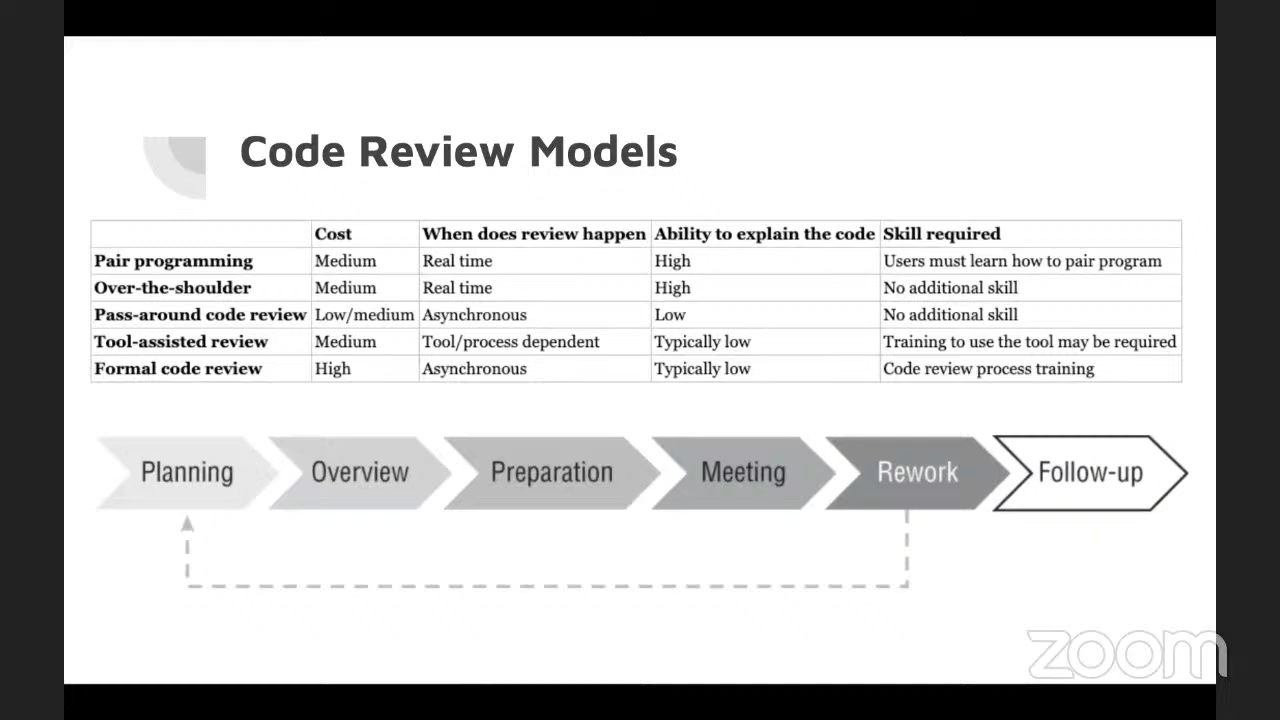 Code Review Models
Cost When does review happen Ability to explain the code Skill required
Pair programming Medium Real time High Users must learn how to pair program
Over-the-shoulder Medium Real time High No additional skill
Pass-around code review Low/medium Asynchronous Low No additional skill
Tool-assisted review Medium Tool/process dependent Typically low Training to use the tool may be required
Formal code review High Asynchronous Typically low Code review process training
Planning Overview Preparation Meeting Rework Follow-up
zoom